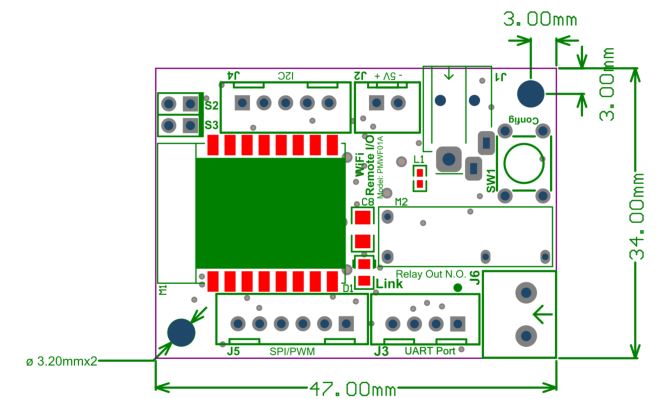 3.00mm
3.00mm
J4
I2C
J2
- 5V +
J1
S2
S3
Config
WiFi
Remote I/O
Model: PMWF01A
L1
SW1
C8
M2
34.00mm
M1
D1
Link
Relay Out N.O.
J6
J5
SPI/PWM
J3
UART Port
ø 3.20mmx2
47.00mm